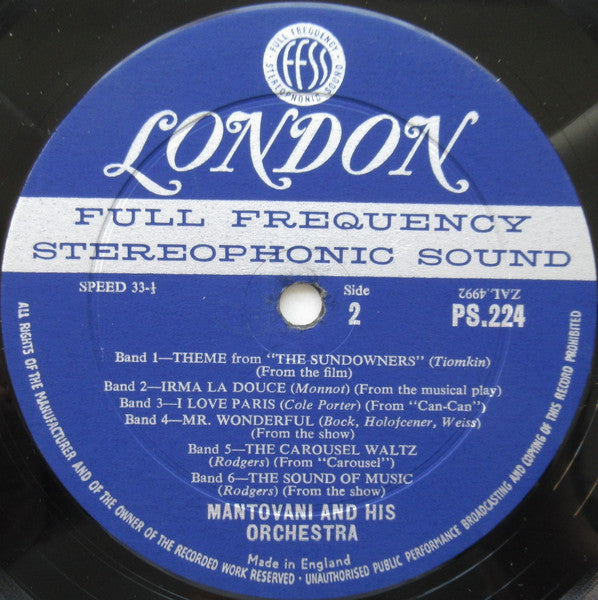 FULL FREQUENCY
FFSS
STEREOPHONIC SOUND
LONDON
FULL FREQUENCY
STEREOPHONIC SOUND
SPEED 33-⅓
Side
2
ZAL.4992
PS.224
Band 1—THEME from "THE SUNDOWNERS" (Tiomkin)
(From the film)
Band 2—IRMA LA DOUCE (Monnot) (From the musical play)
Band 3—I LOVE PARIS (Cole Porter) (From "Can-Can")
Band 4—MR. WONDERFUL (Bock, Holofcener, Weiss)
(From the show)
Band 5—THE CAROUSEL WALTZ
(Rodgers) (From "Carousel")
Band 6—THE SOUND OF MUSIC
(Rodgers) (From the show)
MANTOVANI AND HIS
ORCHESTRA
Made in England
ALL RIGHTS OF THE MANUFACTURER AND OF THE OWNER OF THE RECORDED WORK RESERVED · UNAUTHORISED PUBLIC PERFORMANCE BROADCASTING AND COPYING OF THIS RECORD PROHIBITED